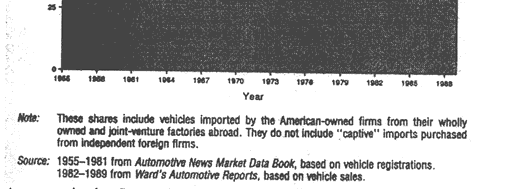 25
0
1955 1958 1961 1964 1967 1970 1973 1976 1979 1982 1985 1988
Year
Note: These shares include vehicles imported by the American-owned firms from their wholly
owned and joint-venture factories abroad. They do not include "captive" imports purchased
from independent foreign firms.
Source: 1955–1981 from Automotive News Market Data Book, based on vehicle registrations.
1982–1989 from Ward's Automotive Reports, based on vehicle sales.